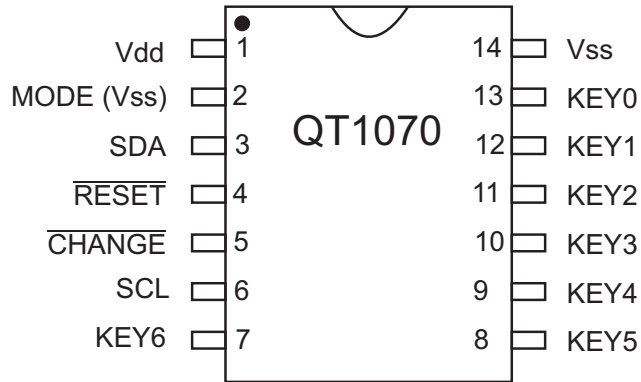 Vdd 1 14 Vss
MODE (Vss) 2 13 KEY0
QT1070
SDA 3 12 KEY1
RESET 4 11 KEY2
CHANGE 5 10 KEY3
SCL 6 9 KEY4
KEY6 7 8 KEY5